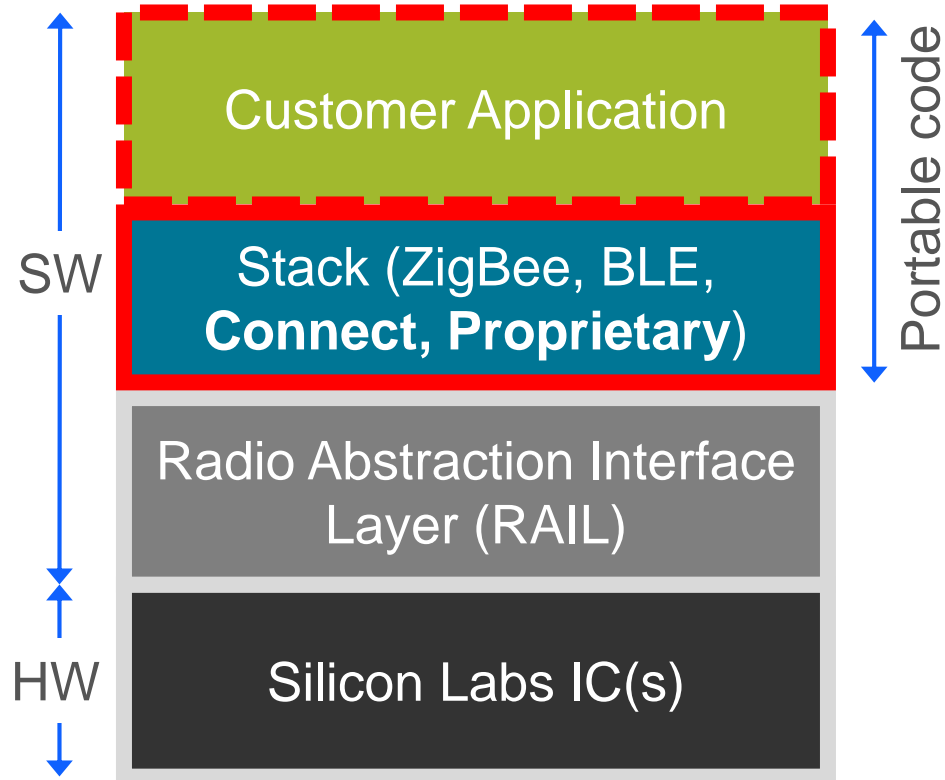 Customer Application
Stack (ZigBee, BLE,
Connect, Proprietary)
Radio Abstraction Interface
Layer (RAIL)
Silicon Labs IC(s)
SW
HW
Portable code